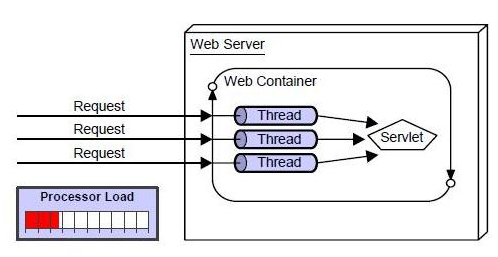 Web Server
Web Container
Request
Thread
Request
Thread
Servlet
Request
Thread
Processor Load